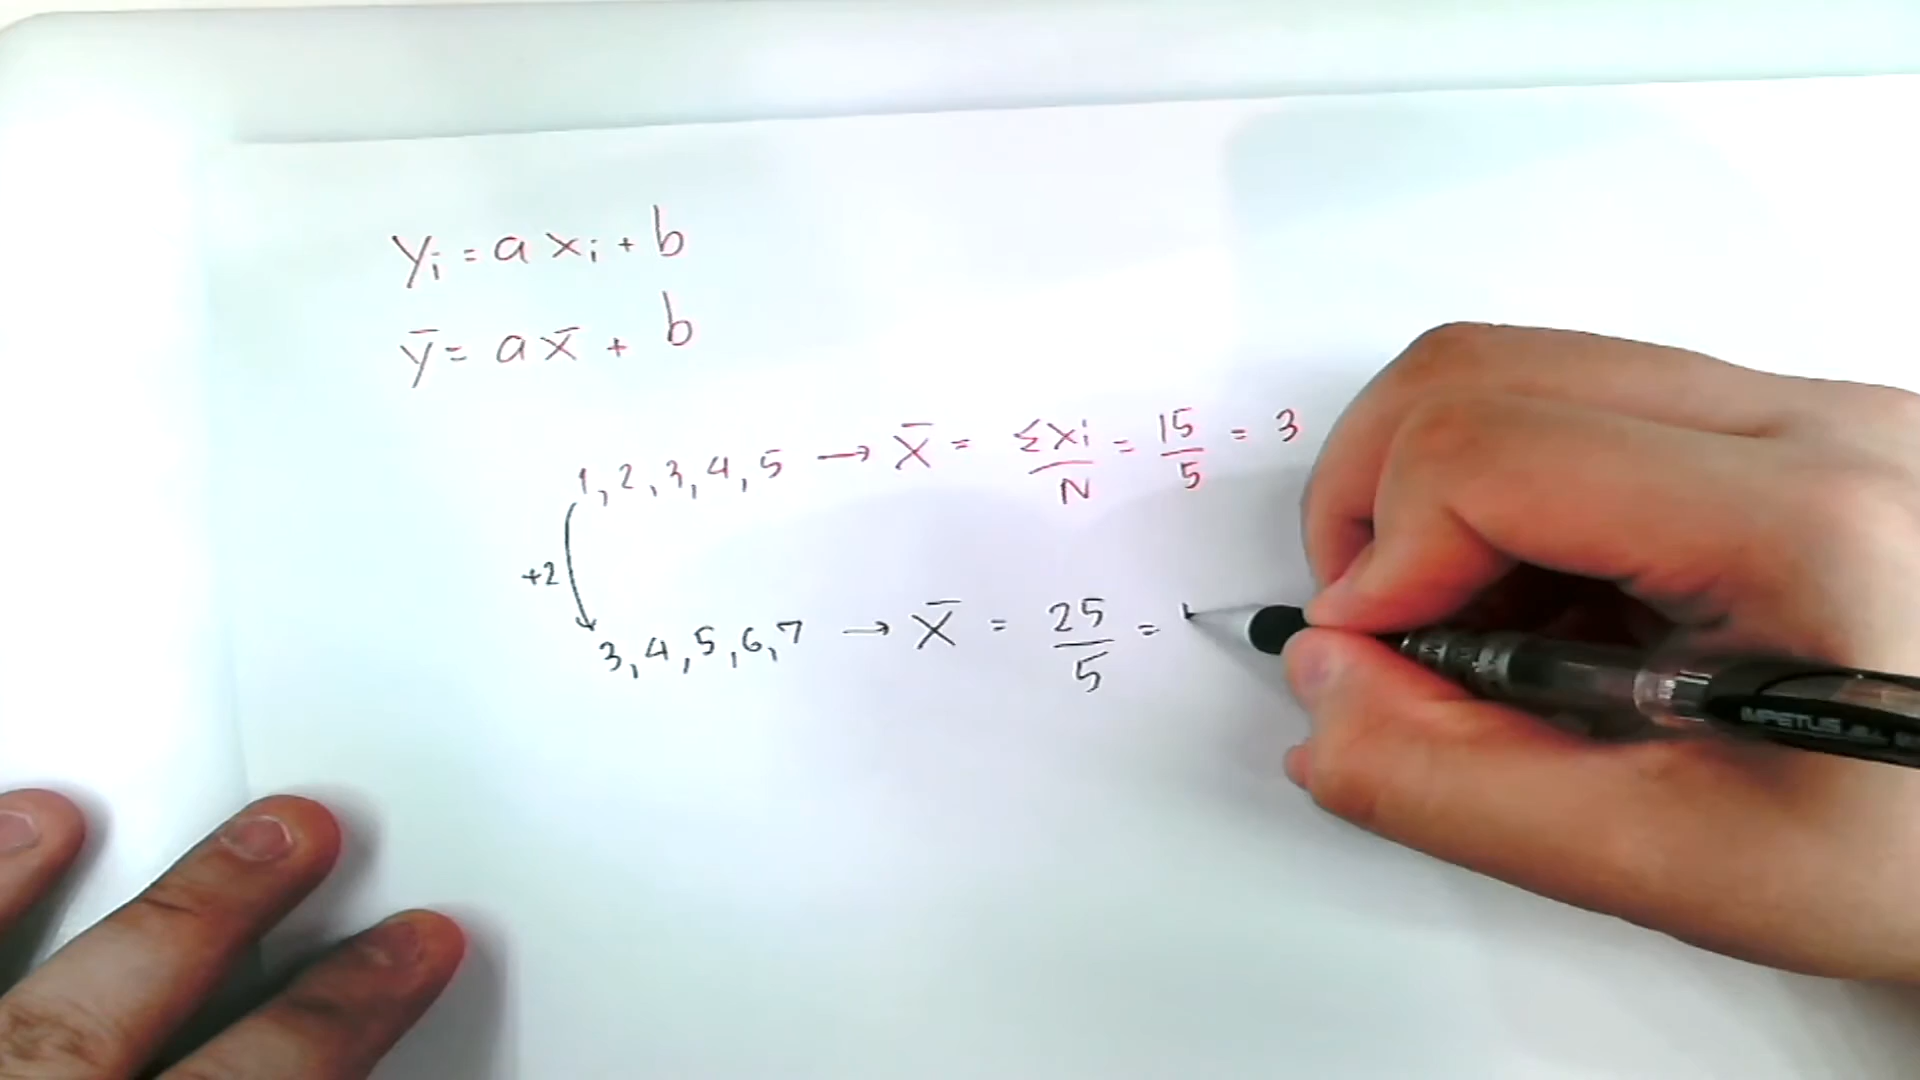 yᵢ = a xᵢ + b
y̅ = a x̅ + b
1, 2, 3, 4, 5 → x̅ = Σxi/N = 15/5 = 3
+2
3, 4, 5, 6, 7 → x̅ = 25/5 =
IMPETUS